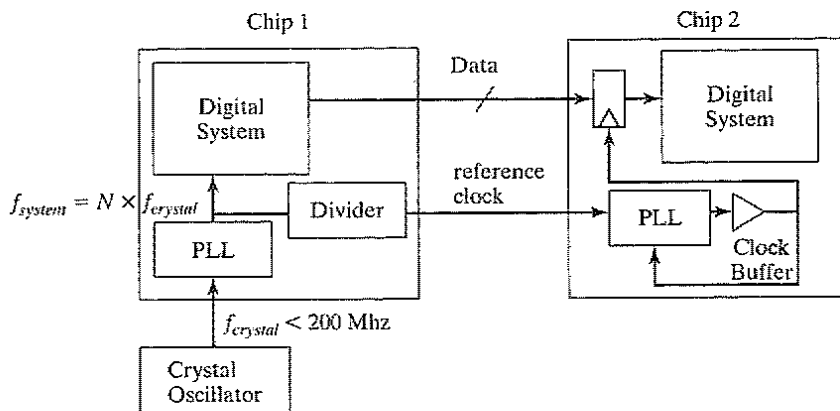 Chip 1
Chip 2
Data
Digital
System
Digital
System
reference
clock
f_system = N × f_crystal
Divider
PLL
PLL
Clock
Buffer
f_crystal < 200 Mhz
Crystal
Oscillator